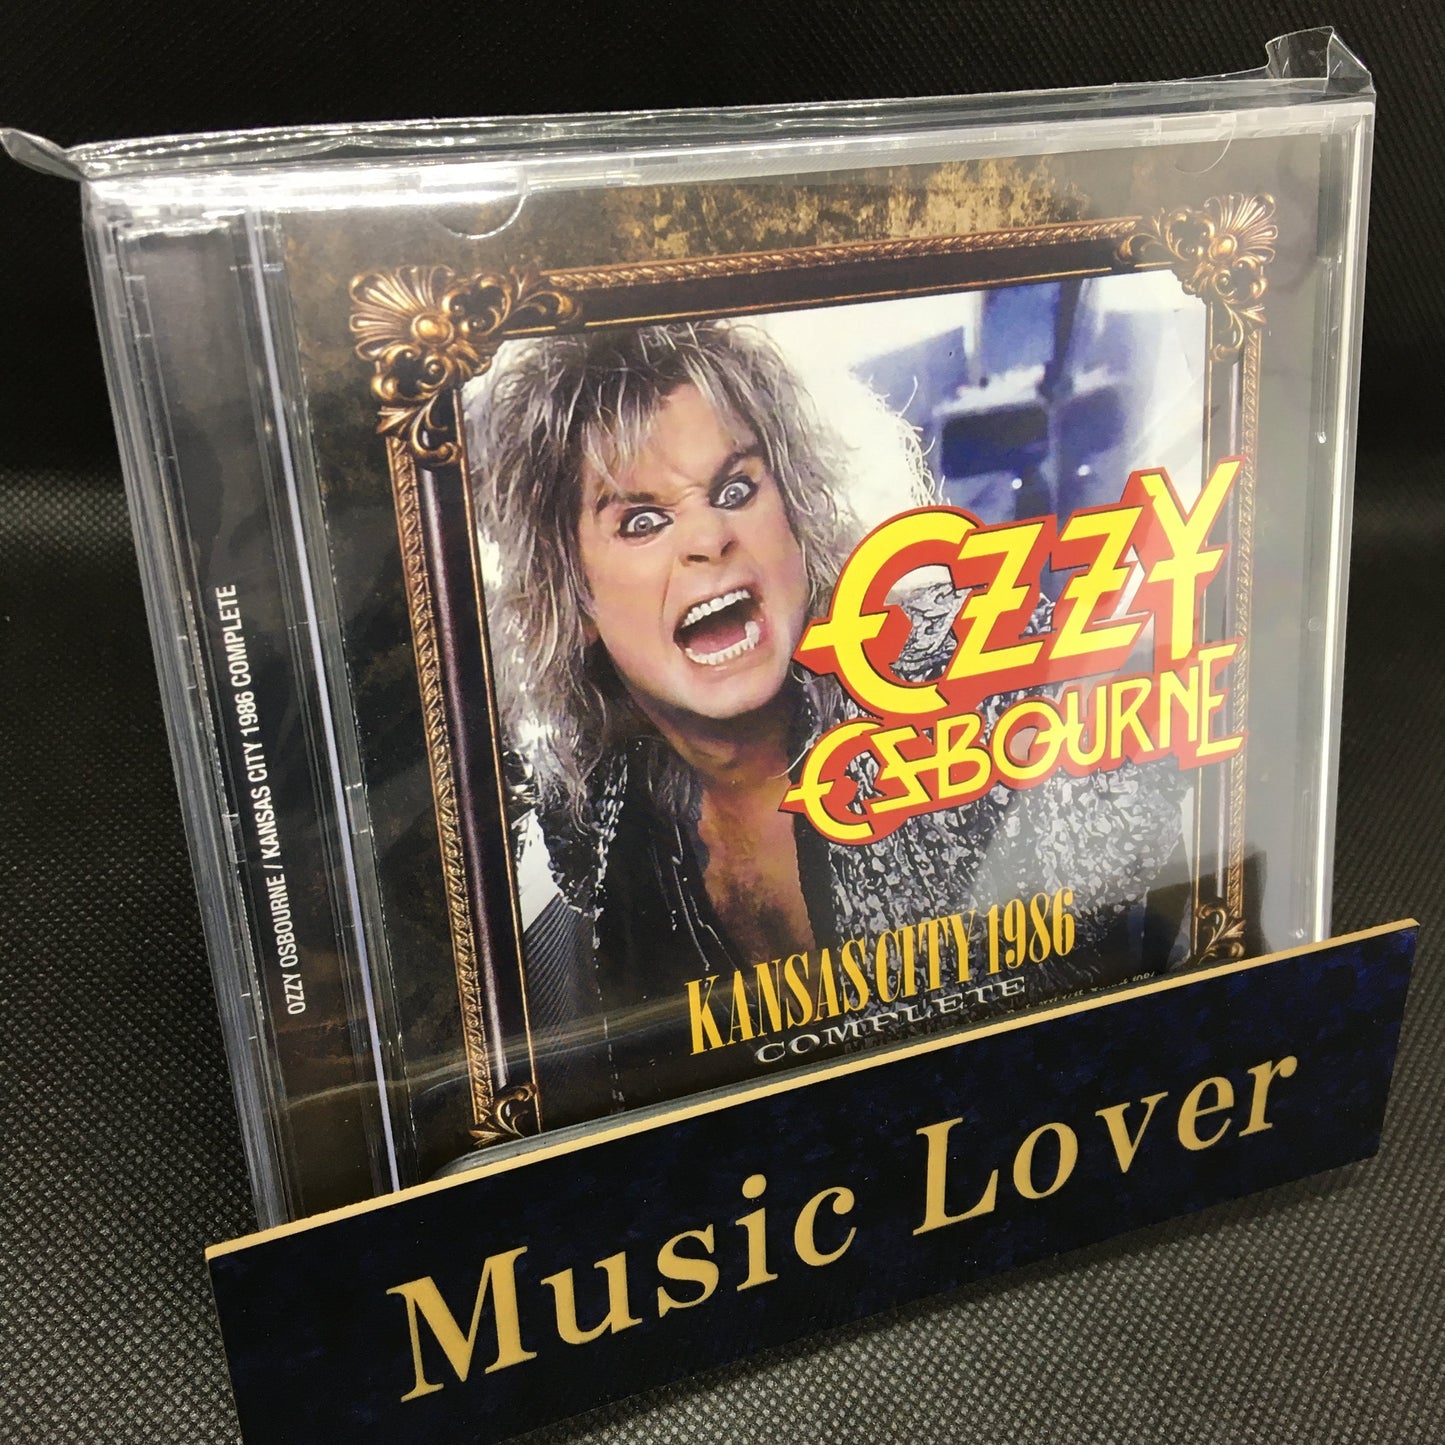 OZZY OSBOURNE / KANSAS CITY 1986 COMPLETE
OZZY
OSBOURNE
KANSAS CITY 1986
COMPLETE
Music Lover